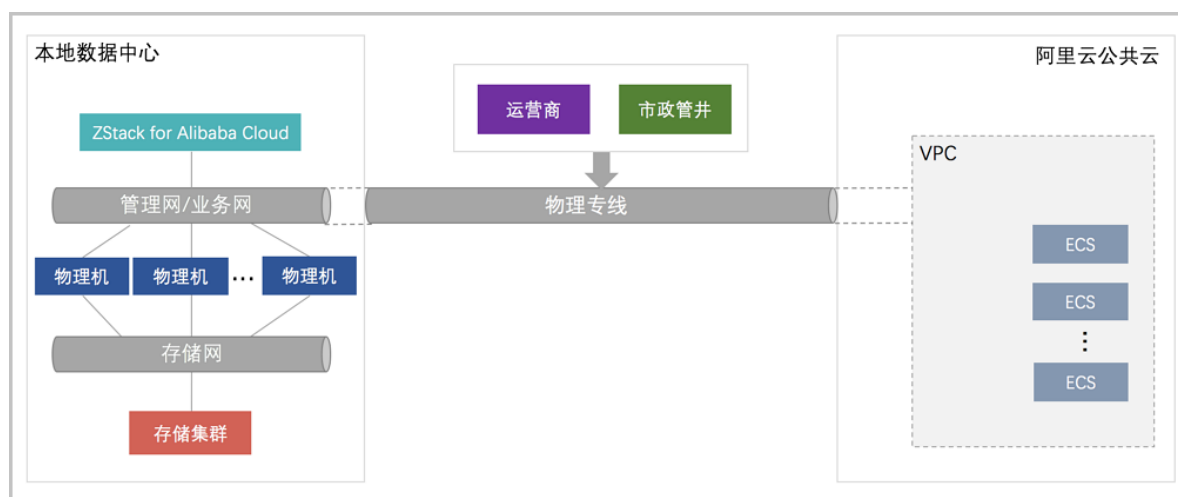 本地数据中心
阿里云公共云
运营商
市政管井
ZStack for Alibaba Cloud
VPC
管理网/业务网
物理专线
ECS
物理机
物理机
...
物理机
ECS
⋮
存储网
ECS
存储集群